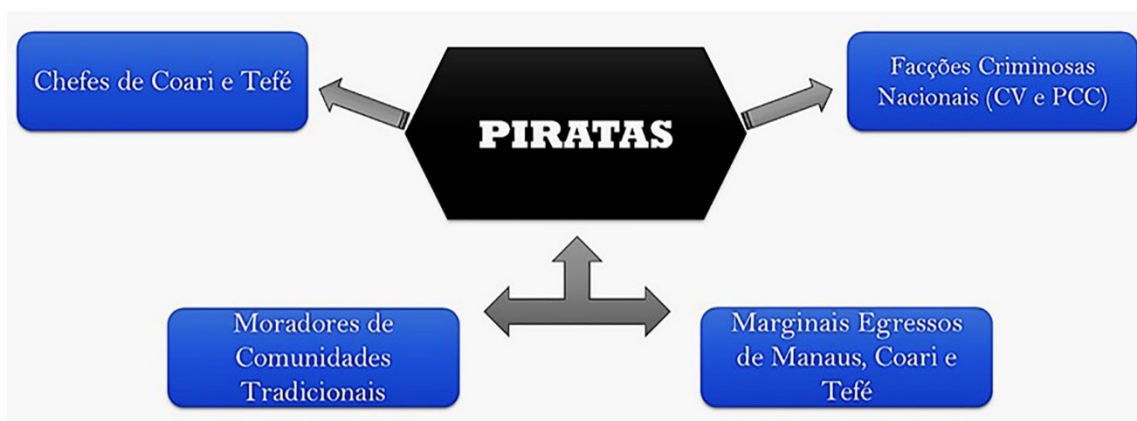 Chefes de Coari e Tefé
PIRATAS
Facções Criminosas
Nacionais (CV e PCC)
Moradores de
Comunidades
Tradicionais
Marginais Egressos
de Manaus, Coari e
Tefé